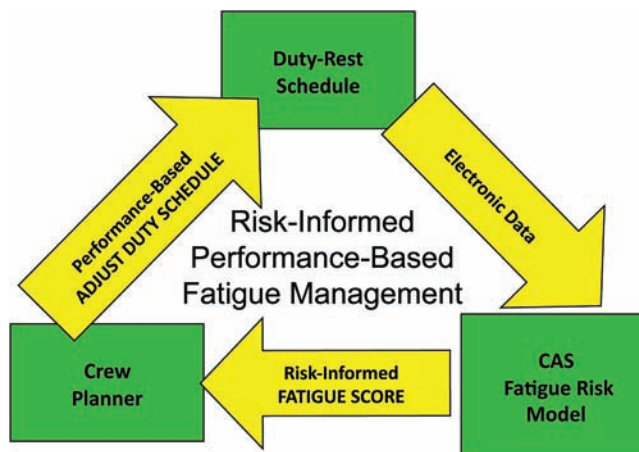 Duty-Rest
Schedule
Electronic Data
Performance-Based
ADJUST DUTY SCHEDULE
Risk-Informed
Performance-Based
Fatigue Management
Crew
Planner
Risk-Informed
FATIGUE SCORE
CAS
Fatigue Risk
Model